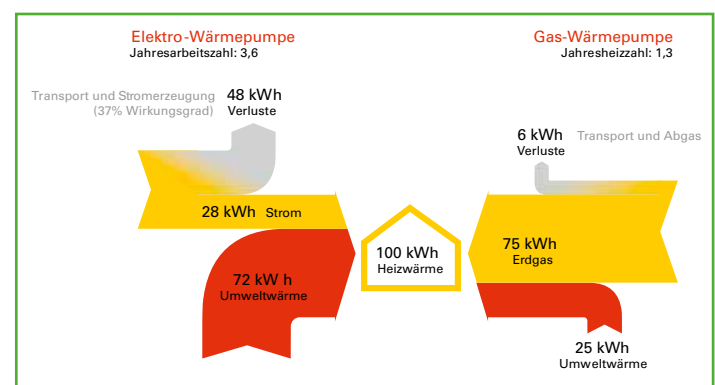 Elektro-Wärmepumpe
Jahresarbeitszahl: 3,6
Transport und Stromerzeugung
(37% Wirkungsgrad)
48 kWh
Verluste
28 kWh Strom
72 kW h
Umweltwärme
100 kWh
Heizwärme
Gas-Wärmepumpe
Jahresheizzahl: 1,3
6 kWh
Verluste
Transport und Abgas
75 kWh
Erdgas
25 kWh
Umweltwärme